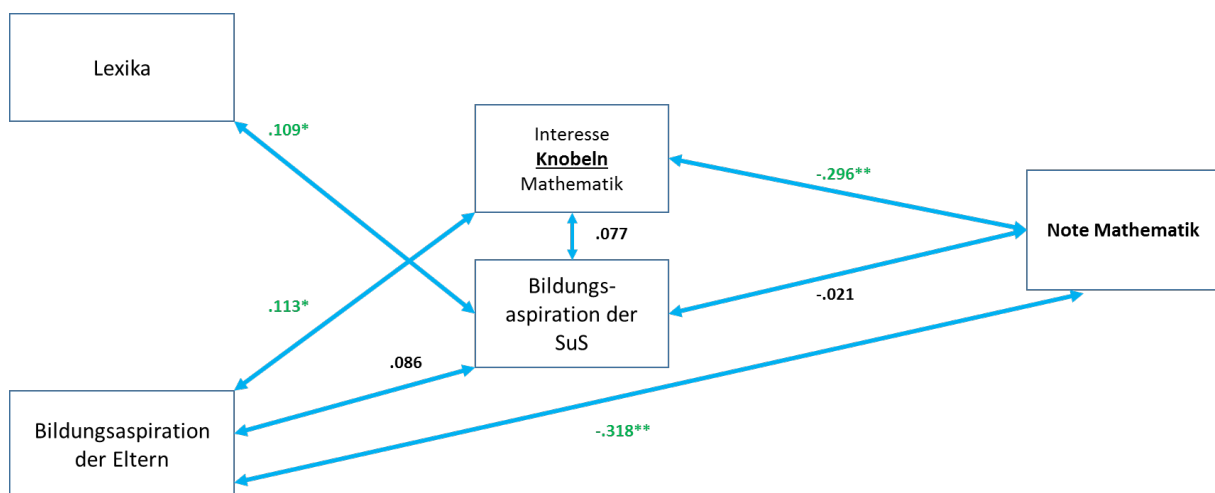 Lexika
.109*
Interesse
Knobeln
Mathematik
-.296**
.077
Note Mathematik
Bildungs-
aspiration der
SuS
-.021
.113*
.086
Bildungsaspiration
der Eltern
-.318**